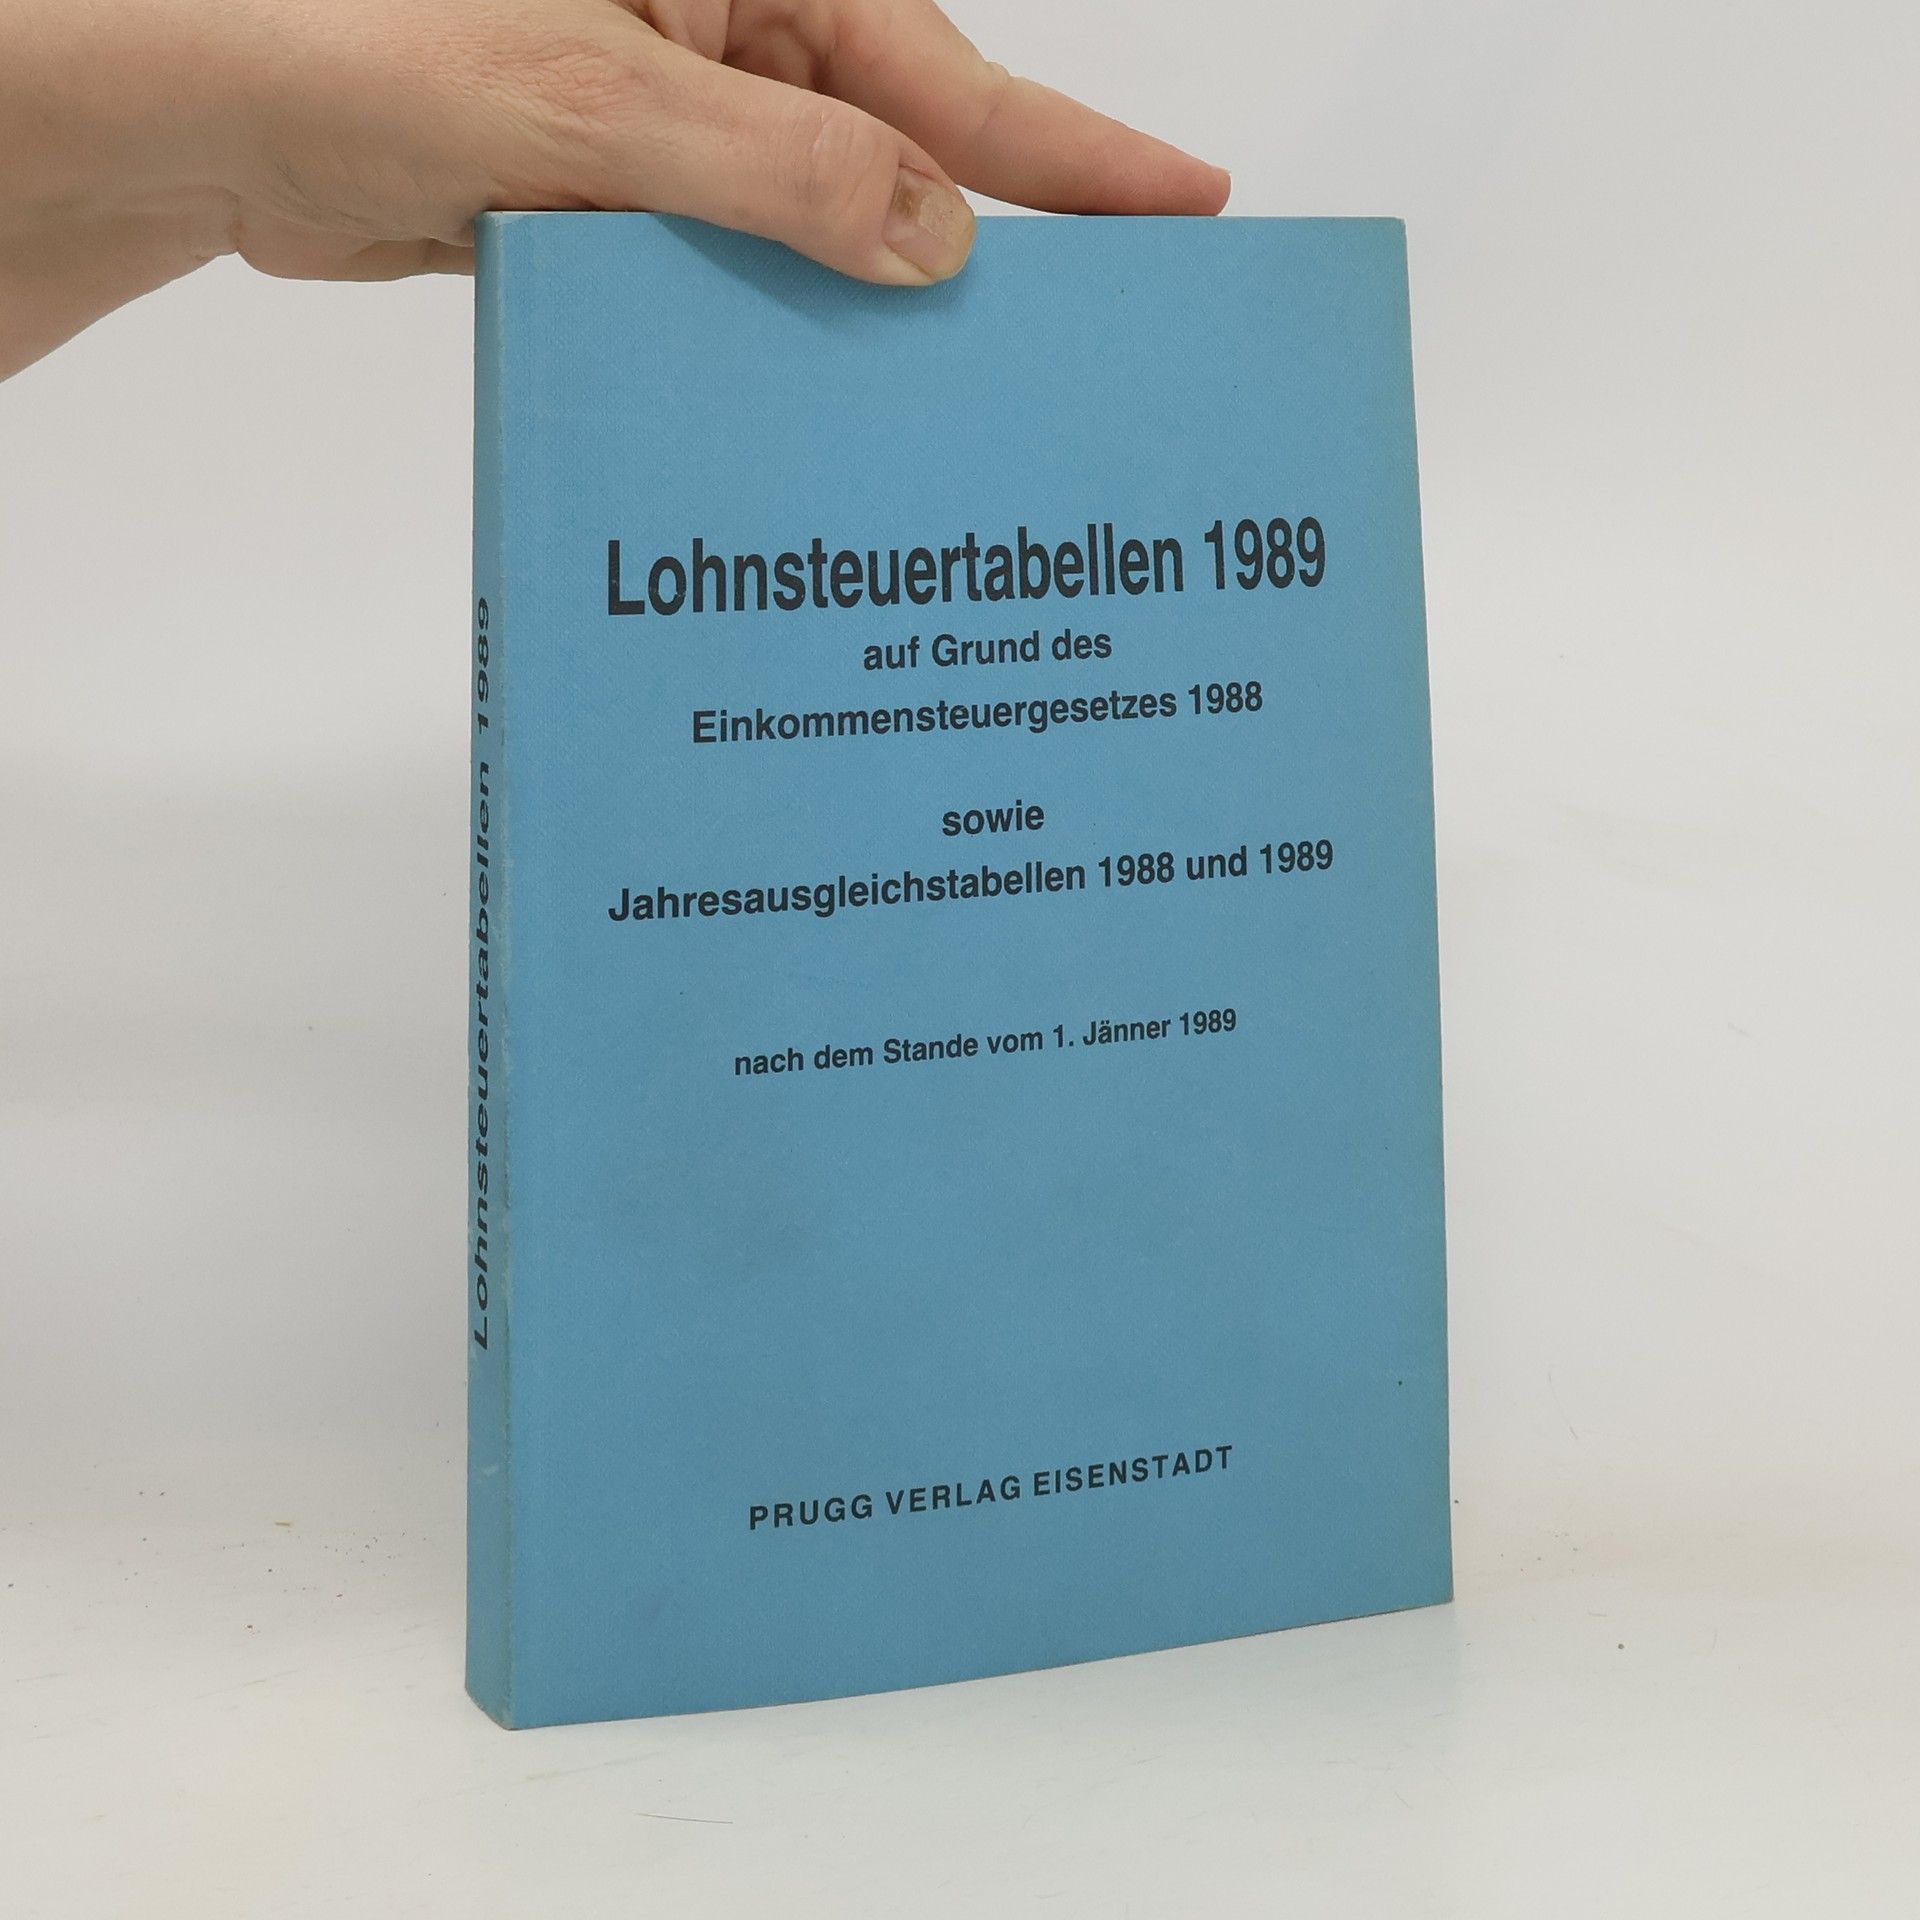 Lohnsteuertabellen 1989
Lohnsteuertabellen 1989
auf Grund des
Einkommensteuergesetzes 1988
sowie
Jahresausgleichstabellen 1988 und 1989
nach dem Stande vom 1. Jänner 1989
PRUGG VERLAG EISENSTADT